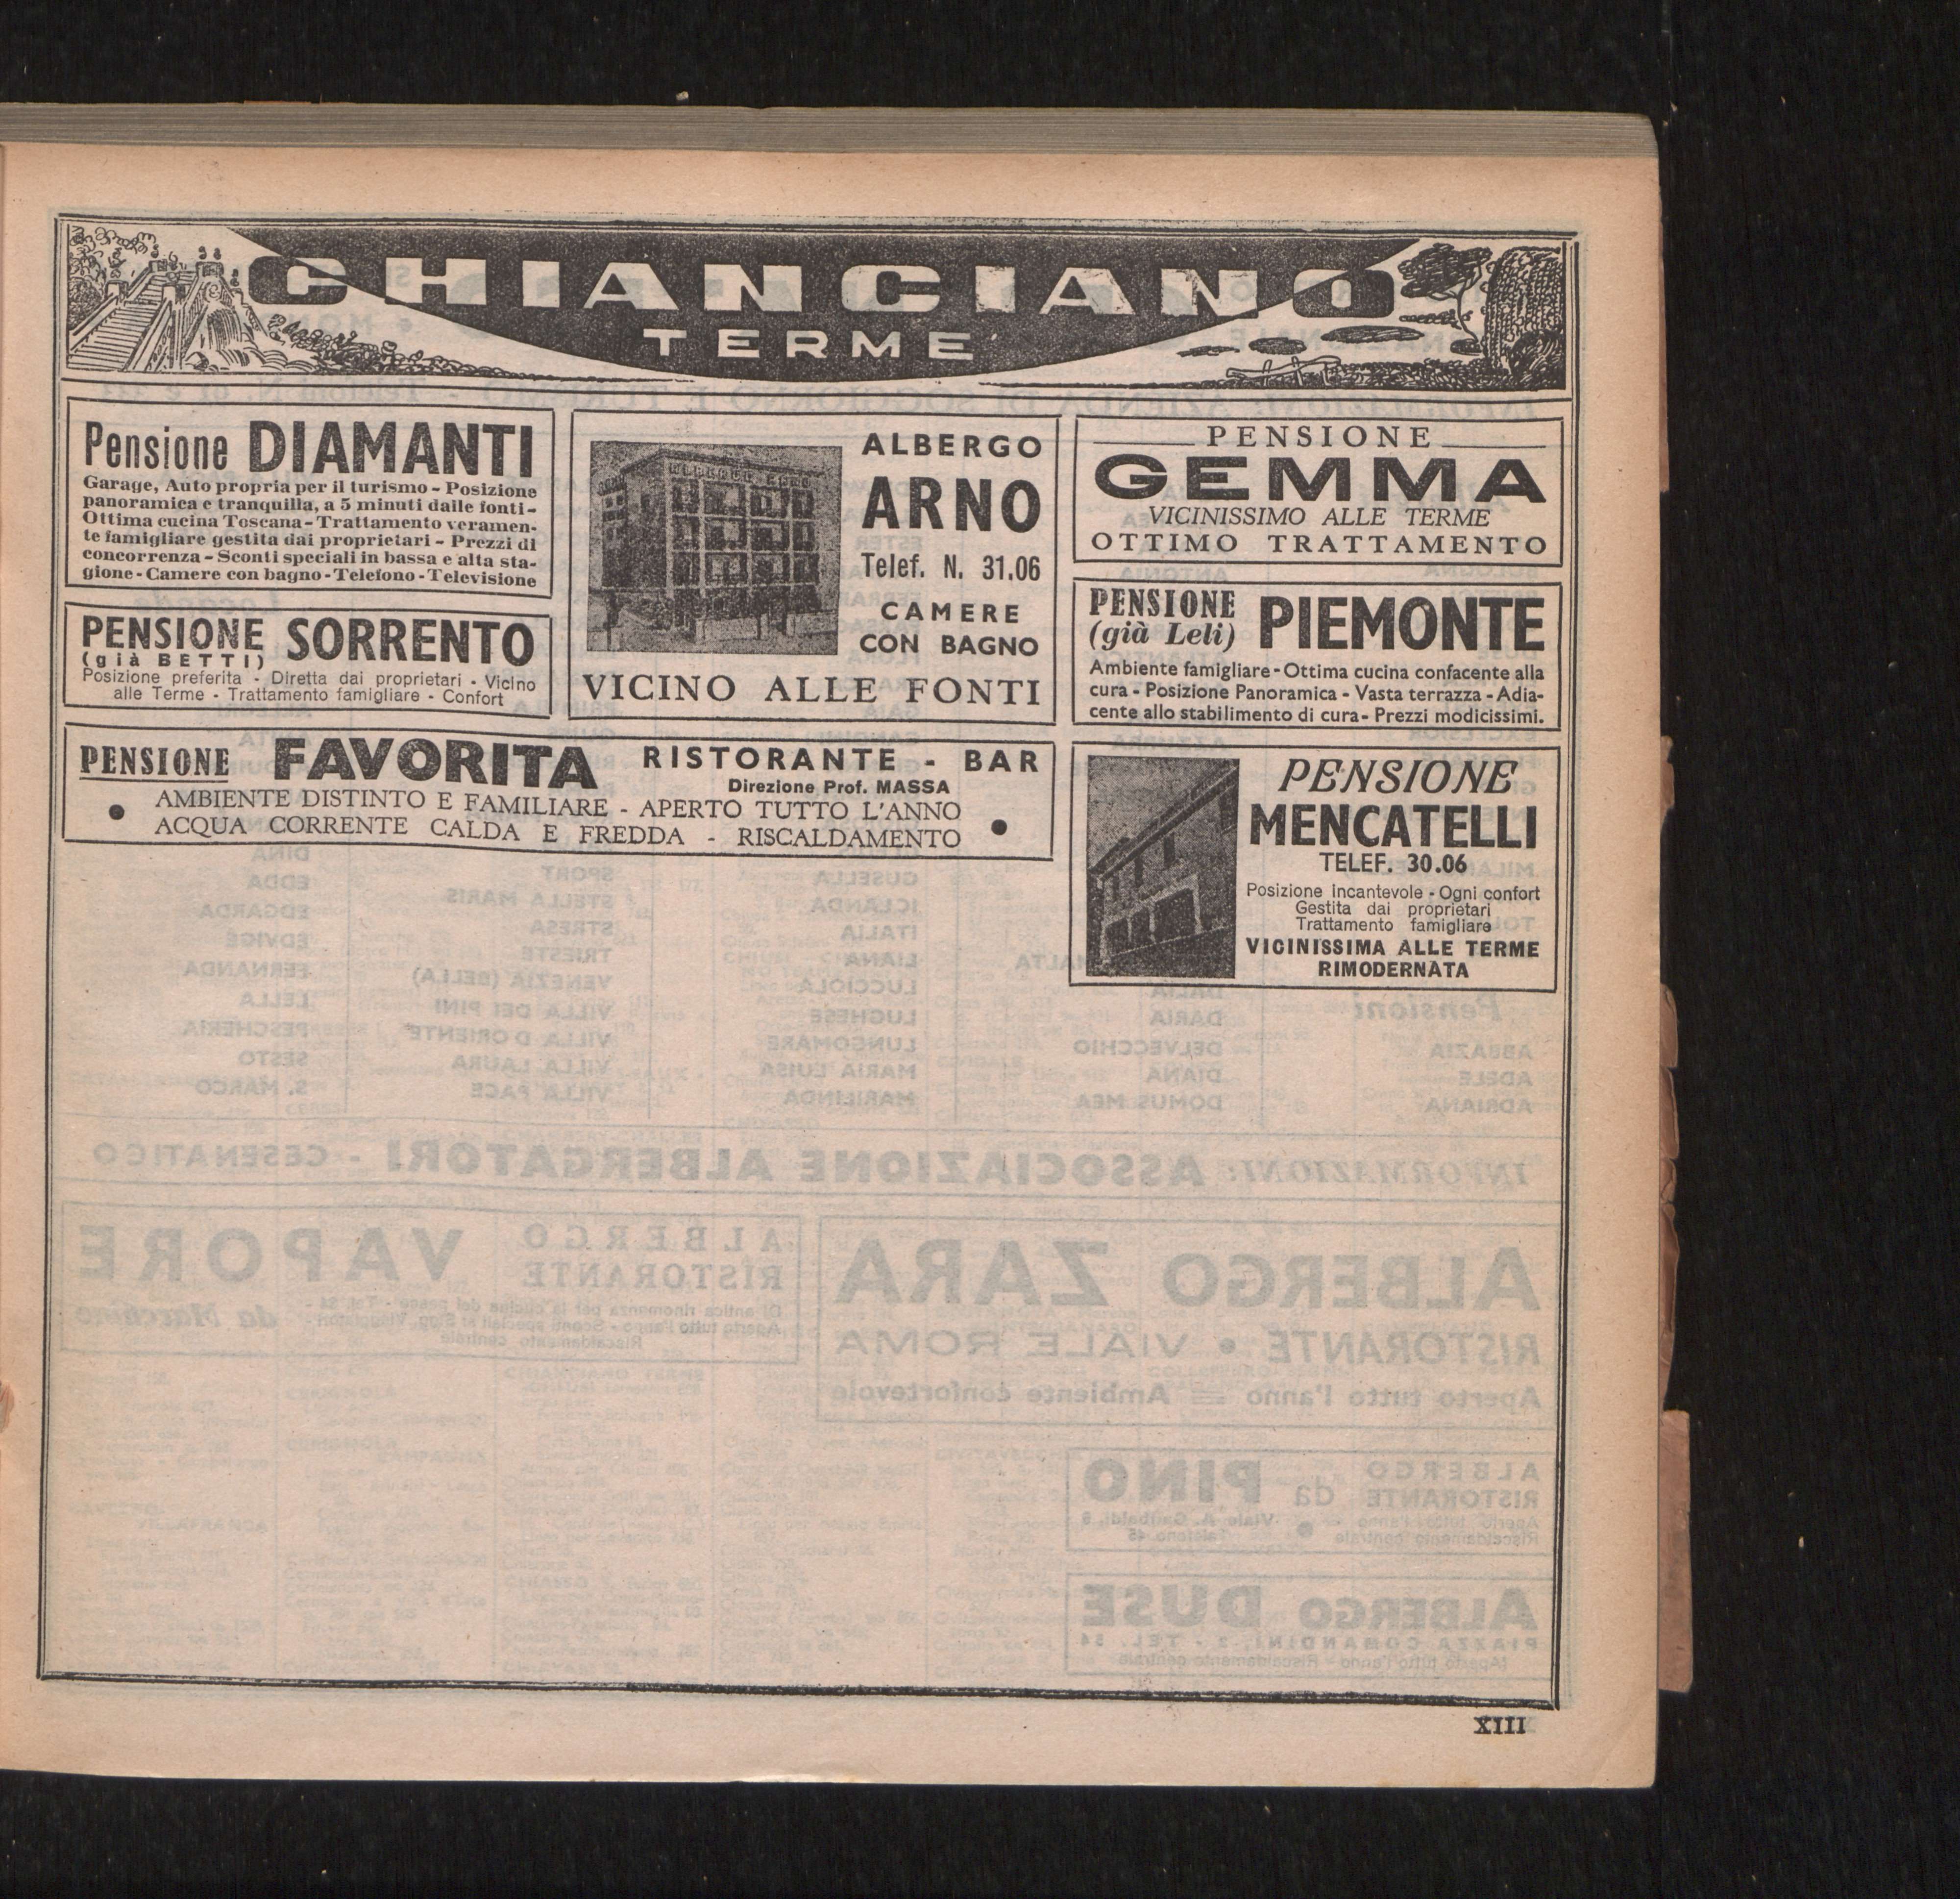 CHIANCIANO
TERME
Pensione DIAMANTI
Garage, Auto propria per il turismo - Posizione
panoramica e tranquilla, a 5 minuti dalle fonti -
Ottima cucina Toscana - Trattamento veramen-
te famigliare gestita dai proprietari - Prezzi di
concorrenza - Sconti speciali in bassa e alta sta-
gione - Camere con bagno - Telefono - Televisione
PENSIONE SORRENTO
(già BETTI)
Posizione preferita - Diretta dai proprietari - Vicino
alle Terme - Trattamento famigliare - Confort
ALBERGO
ARNO
Telef. N. 31.06
CAMERE
CON BAGNO
VICINO ALLE FONTI
PENSIONE
GEMMA
VICINISSIMO ALLE TERME
OTTIMO TRATTAMENTO
PENSIONE PIEMONTE
(già Leli)
Ambiente famigliare - Ottima cucina confacente alla
cura - Posizione Panoramica - Vasta terrazza - Adia-
cente allo stabilimento di cura - Prezzi modicissimi.
PENSIONE FAVORITA RISTORANTE - BAR
Direzione Prof. MASSA
AMBIENTE DISTINTO E FAMILIARE - APERTO TUTTO L'ANNO
• ACQUA CORRENTE CALDA E FREDDA - RISCALDAMENTO •
PENSIONE
MENCATELLI
TELEF. 30.06
Posizione incantevole - Ogni confort
Gestita dai proprietari
Trattamento famigliare
VICINISSIMA ALLE TERME
RIMODERNATA
XIII